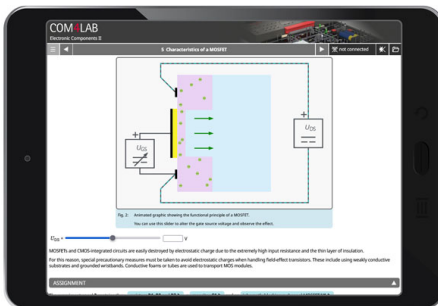 COM4LAB
Electronic Components II
5 Characteristics of a MOSFET
not connected
UGS
UDS
Fig. 2: Animated graphic showing the functional principle of a MOSFET.
You can use this slider to alter the gate source voltage and observe the effect.
UGS = V
MOSFETs and CMOS-integrated circuits are easily destroyed by electrostatic charge due to the extremely high input resistance and the thin layer of insulation.
For this reason, special precautionary measures must be taken to avoid electrostatic charges when handling field-effect transistors. These include using weakly conductive
substrates and grounded wristbands. Conductive foams or tubes are used to transport MOS modules.
ASSIGNMENT